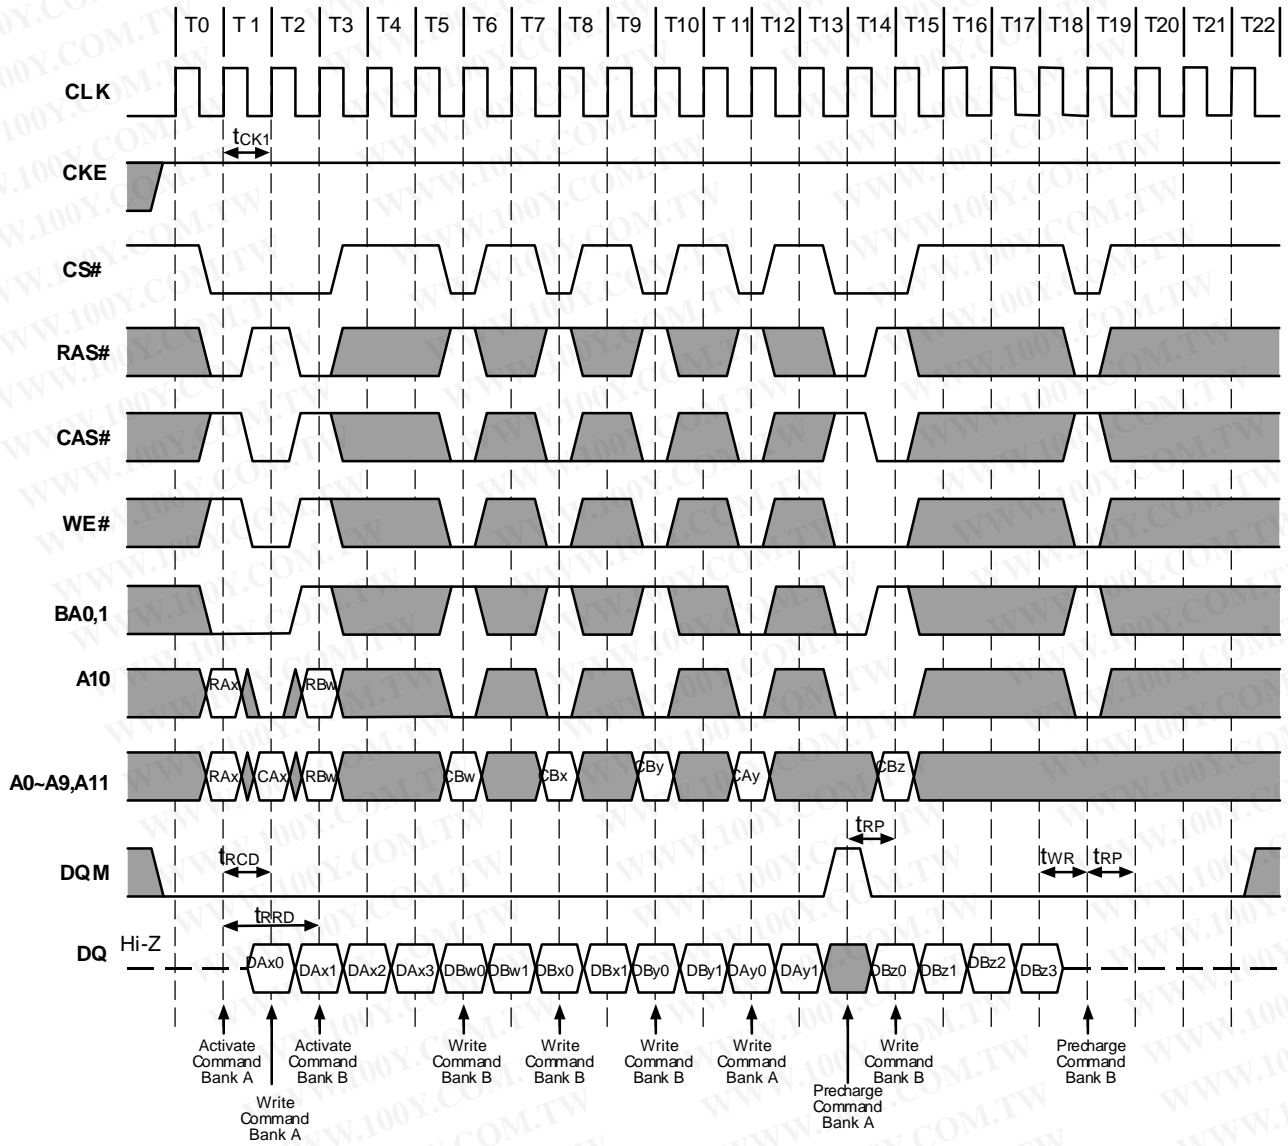 T0 T 1 T2 T3 T4 T5 T6 T7 T8 T9 T10 T 11 T12 T13 T14 T15 T16 T17 T18 T19 T20 T21 T22
CLK
tCK1
CKE
CS#
RAS#
CAS#
WE#
BA0,1
A10
RAx RBw
A0~A9,A11
RAx CAx RBw CBw CBx CBy CAy CBz
tRP
DQM
tRCD tWR tRP
tRRD
DQ
Hi-Z
DAx0 DAx1 DAx2 DAx3 DBw0 DBw1 DBx0 DBx1 DBy0 DBy1 DAy0 DAy1 DBz0 DBz1 DBz2 DBz3
Activate
Command
Bank A
Write
Command
Bank A
Activate
Command
Bank B
Write
Command
Bank B
Write
Command
Bank B
Write
Command
Bank B
Write
Command
Bank A
Precharge
Command
Bank A
Write
Command
Bank B
Precharge
Command
Bank B
WWW.100Y.COM.TW